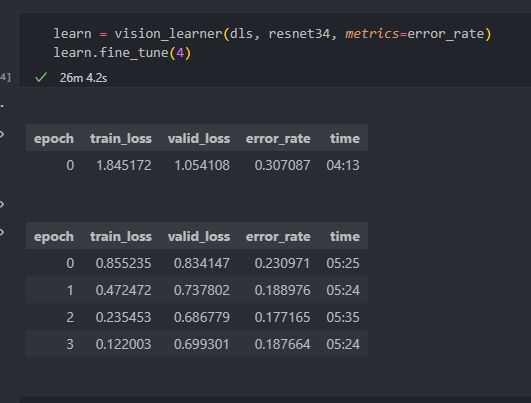 learn = vision_learner(dls, resnet34, metrics=error_rate)
learn.fine_tune(4)
4] ✓ 26m 4.2s
epoch train_loss valid_loss error_rate time
0 1.845172 1.054108 0.307087 04:13
epoch train_loss valid_loss error_rate time
0 0.855235 0.834147 0.230971 05:25
1 0.472472 0.737802 0.188976 05:24
2 0.235453 0.686779 0.177165 05:35
3 0.122003 0.699301 0.187664 05:24